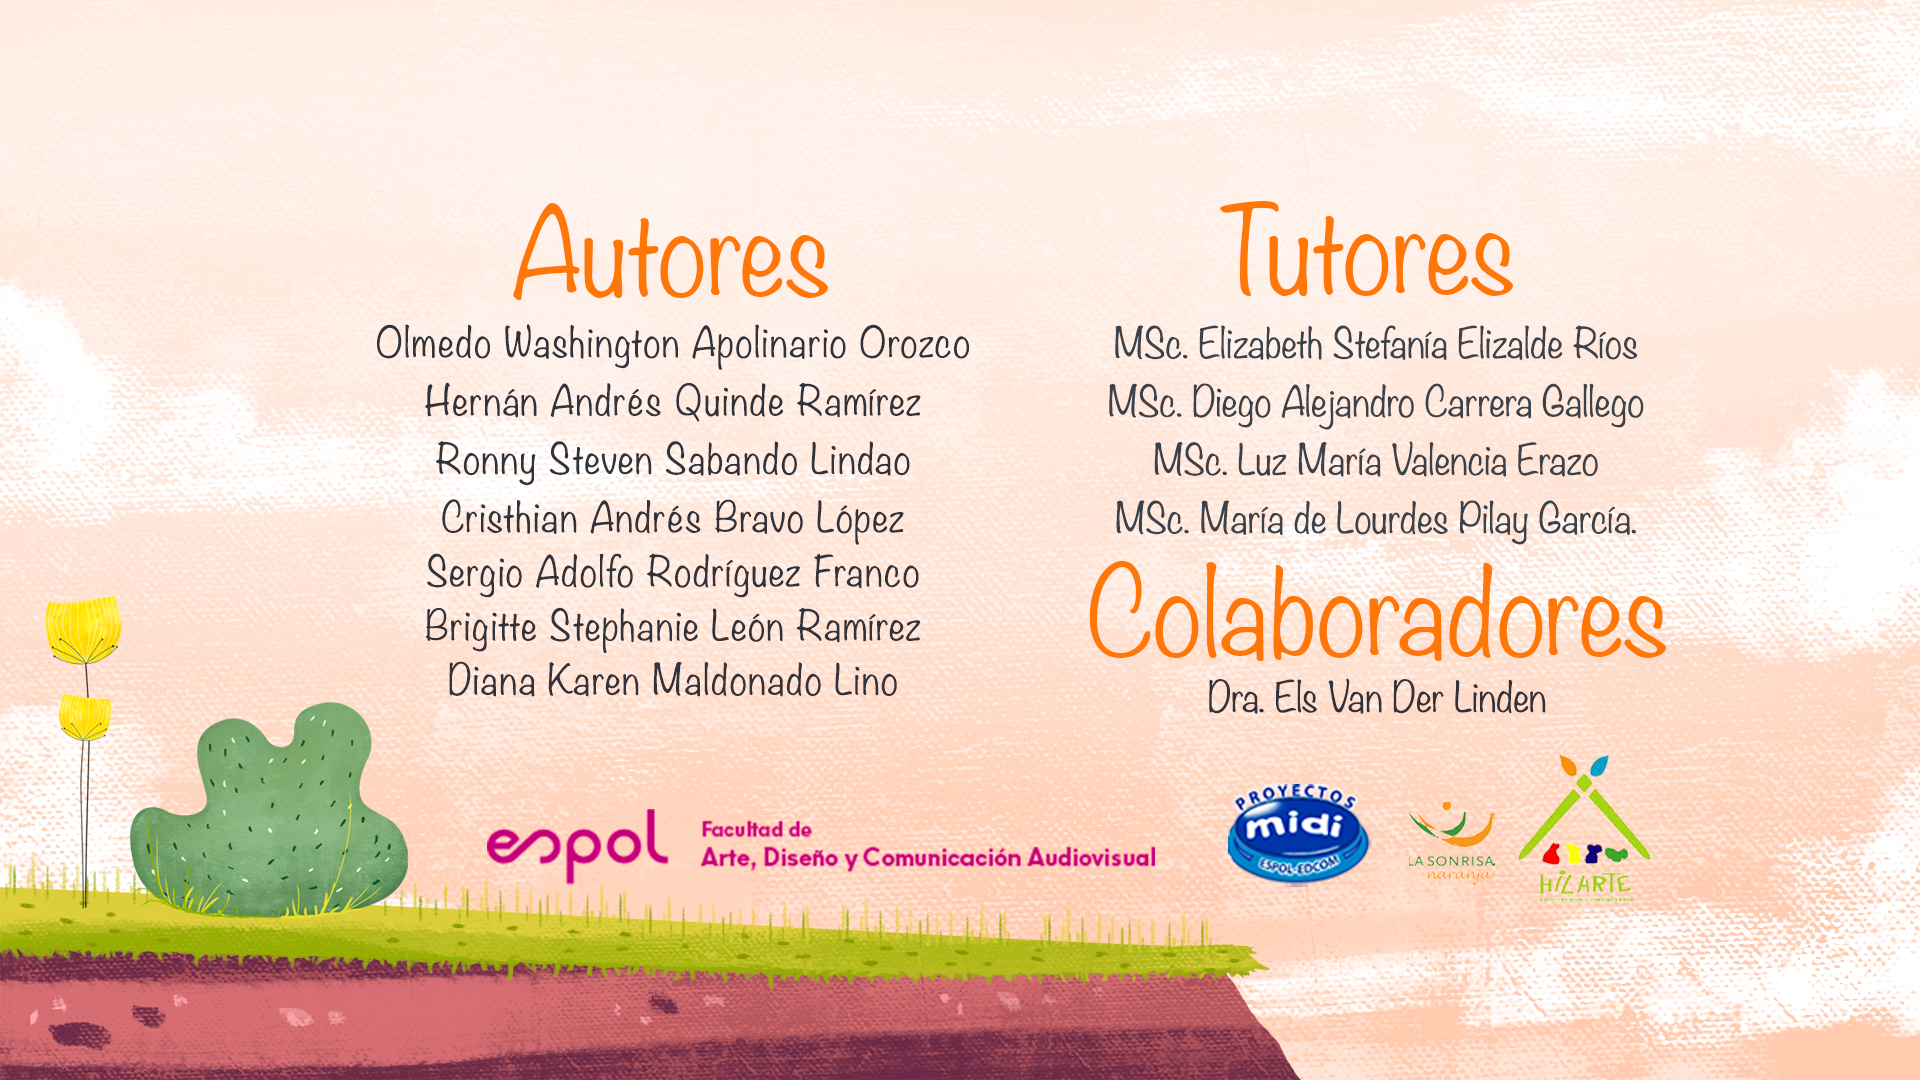 Autores
Olmedo Washington Apolinario Orozco
Hernán Andrés Quinde Ramírez
Ronny Steven Sabando Lindao
Cristhian Andrés Bravo López
Sergio Adolfo Rodríguez Franco
Brigitte Stephanie León Ramírez
Diana Karen Maldonado Lino
Tutores
MSc. Elizabeth Stefanía Elizalde Ríos
MSc. Diego Alejandro Carrera Gallego
MSc. Luz María Valencia Erazo
MSc. María de Lourdes Pilay García.
Colaboradores
Dra. Els Van Der Linden
espol
Facultad de
Arte, Diseño y Comunicación Audiovisual
PROYECTOS
midi
ESPOL-EDCOM
LA SONRISA
naranja
HILARTE